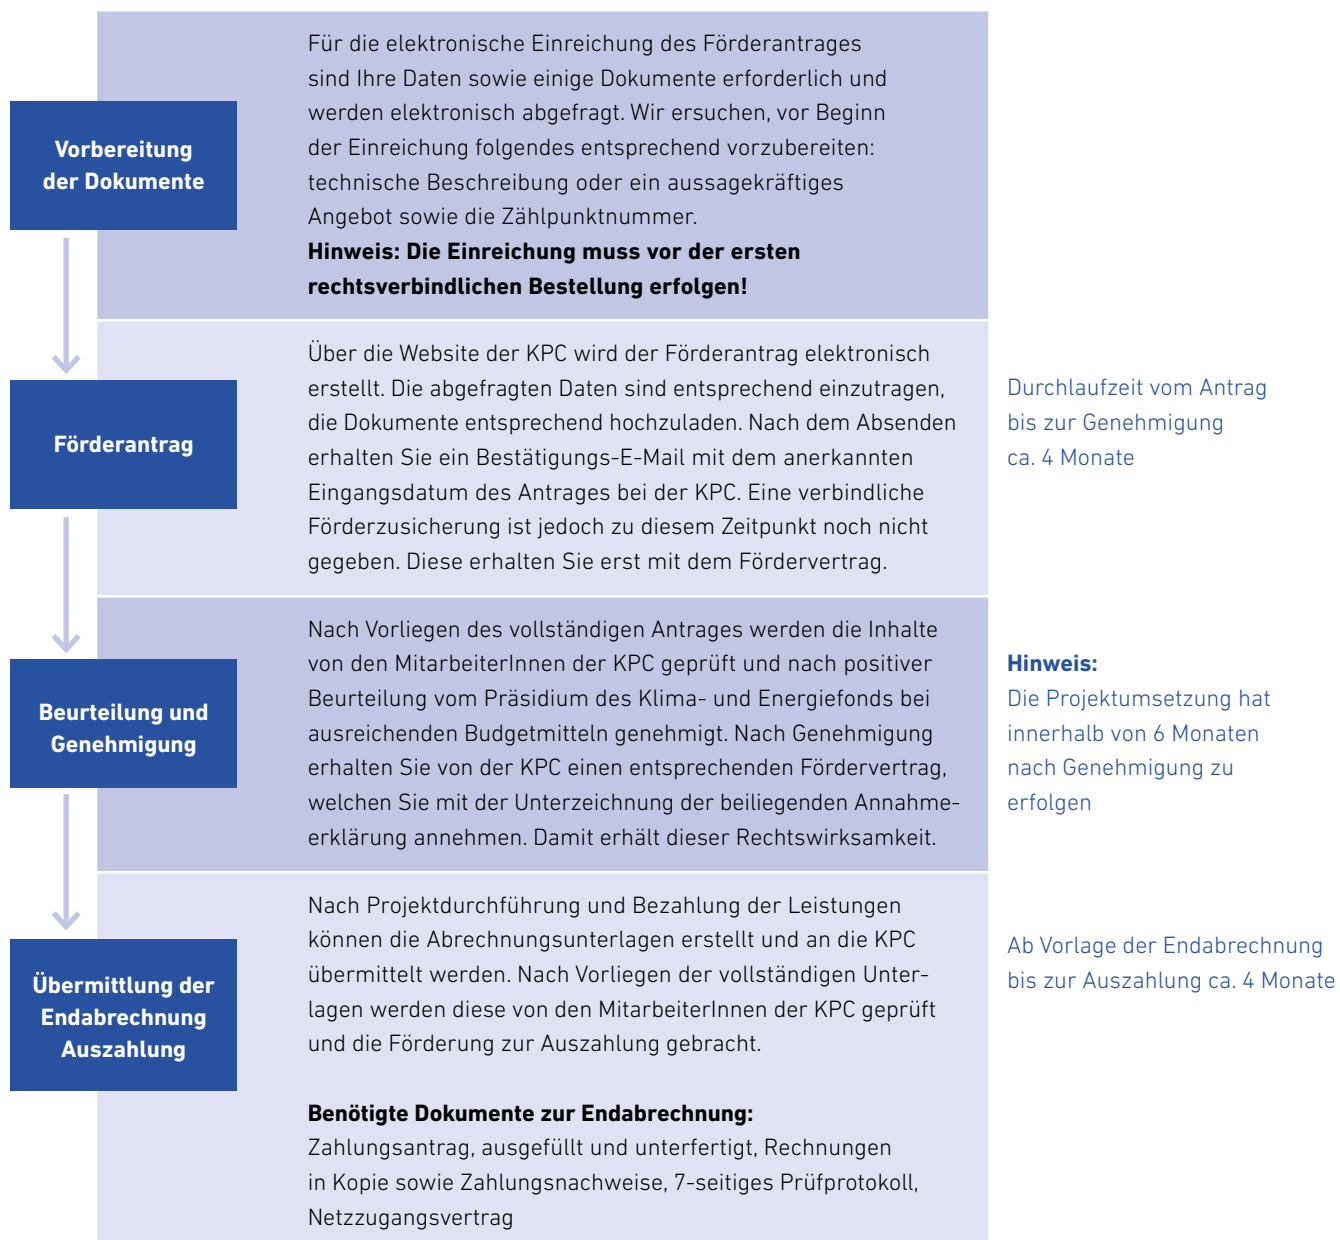 Vorbereitung
der Dokumente
Für die elektronische Einreichung des Förderantrages
sind Ihre Daten sowie einige Dokumente erforderlich und
werden elektronisch abgefragt. Wir ersuchen, vor Beginn
der Einreichung folgendes entsprechend vorzubereiten:
technische Beschreibung oder ein aussagekräftiges
Angebot sowie die Zählpunktnummer.
Hinweis: Die Einreichung muss vor der ersten
rechtsverbindlichen Bestellung erfolgen!
Förderantrag
Über die Website der KPC wird der Förderantrag elektronisch
erstellt. Die abgefragten Daten sind entsprechend einzutragen,
die Dokumente entsprechend hochzuladen. Nach dem Absenden
erhalten Sie ein Bestätigungs-E-Mail mit dem anerkannten
Eingangsdatum des Antrages bei der KPC. Eine verbindliche
Förderzusicherung ist jedoch zu diesem Zeitpunkt noch nicht
gegeben. Diese erhalten Sie erst mit dem Fördervertrag.
Durchlaufzeit vom Antrag
bis zur Genehmigung
ca. 4 Monate
Beurteilung und
Genehmigung
Nach Vorliegen des vollständigen Antrages werden die Inhalte
von den MitarbeiterInnen der KPC geprüft und nach positiver
Beurteilung vom Präsidium des Klima- und Energiefonds bei
ausreichenden Budgetmitteln genehmigt. Nach Genehmigung
erhalten Sie von der KPC einen entsprechenden Fördervertrag,
welchen Sie mit der Unterzeichnung der beiliegenden Annahme-
erklärung annehmen. Damit erhält dieser Rechtswirksamkeit.
Hinweis:
Die Projektumsetzung hat
innerhalb von 6 Monaten
nach Genehmigung zu
erfolgen
Übermittlung der
Endabrechnung
Auszahlung
Nach Projektdurchführung und Bezahlung der Leistungen
können die Abrechnungsunterlagen erstellt und an die KPC
übermittelt werden. Nach Vorliegen der vollständigen Unter-
lagen werden diese von den MitarbeiterInnen der KPC geprüft
und die Förderung zur Auszahlung gebracht.
Benötigte Dokumente zur Endabrechnung:
Zahlungsantrag, ausgefüllt und unterfertigt, Rechnungen
in Kopie sowie Zahlungsnachweise, 7-seitiges Prüfprotokoll,
Netzzugangsvertrag
Ab Vorlage der Endabrechnung
bis zur Auszahlung ca. 4 Monate